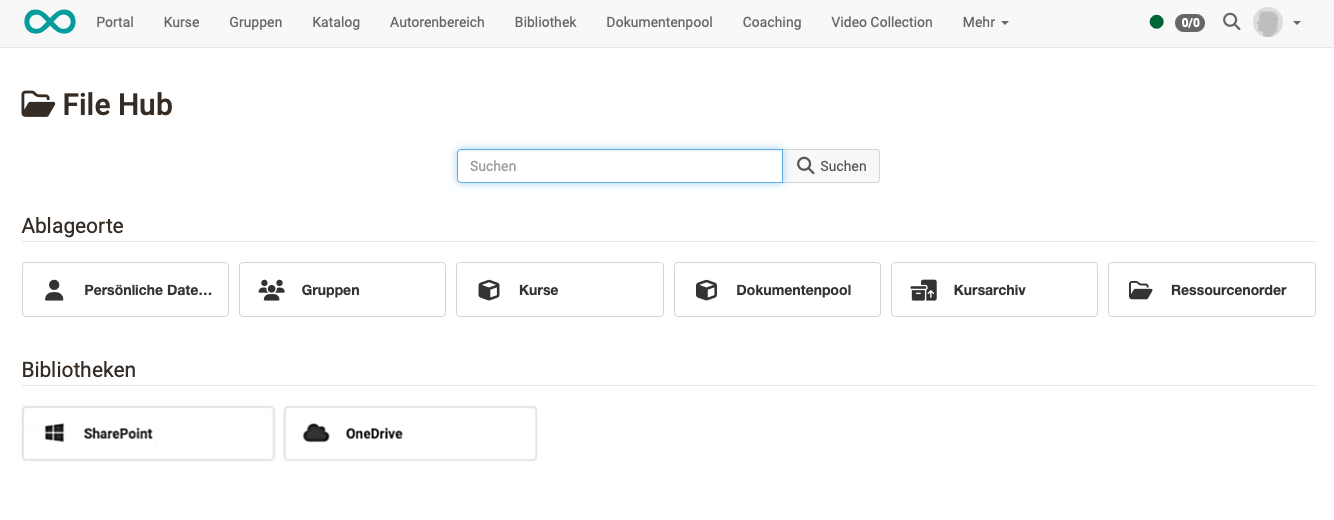 Portal Kurse Gruppen Katalog Autorenbereich Bibliothek Dokumentenpool Coaching Video Collection Mehr 0/0
File Hub
Suchen Suchen
Ablageorte
Persönliche Date... Gruppen Kurse Dokumentenpool Kursarchiv Ressourcenorder
Bibliotheken
SharePoint OneDrive